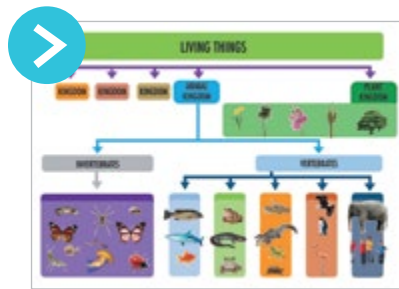 LIVING THINGS
KINGDOM
KINGDOM
KINGDOM
ANIMAL
KINGDOM
PLANT
KINGDOM
INVERTEBRATES
VERTEBRATES